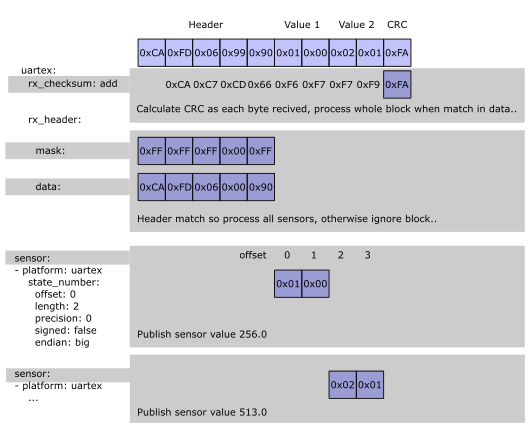 Header Value 1 Value 2 CRC
0xCA 0xFD 0x06 0x99 0x90 0x01 0x00 0x02 0x01 0xFA
uartex:
rx_checksum: add 0xCA 0xC7 0xCD 0x66 0xF6 0xF7 0xF7 0xF9 0xFA
Calculate CRC as each byte recived, process whole block when match in data..
rx_header:
mask: 0xFF 0xFF 0xFF 0x00 0xFF
data: 0xCA 0xFD 0x06 0x00 0x90
Header match so process all sensors, otherwise ignore block..
sensor: offset 0 1 2 3
- platform: uartex
state_number: 0x01 0x00
offset: 0
length: 2
precision: 0
signed: false
endian: big
Publish sensor value 256.0
sensor:
- platform: uartex 0x02 0x01
...
Publish sensor value 513.0